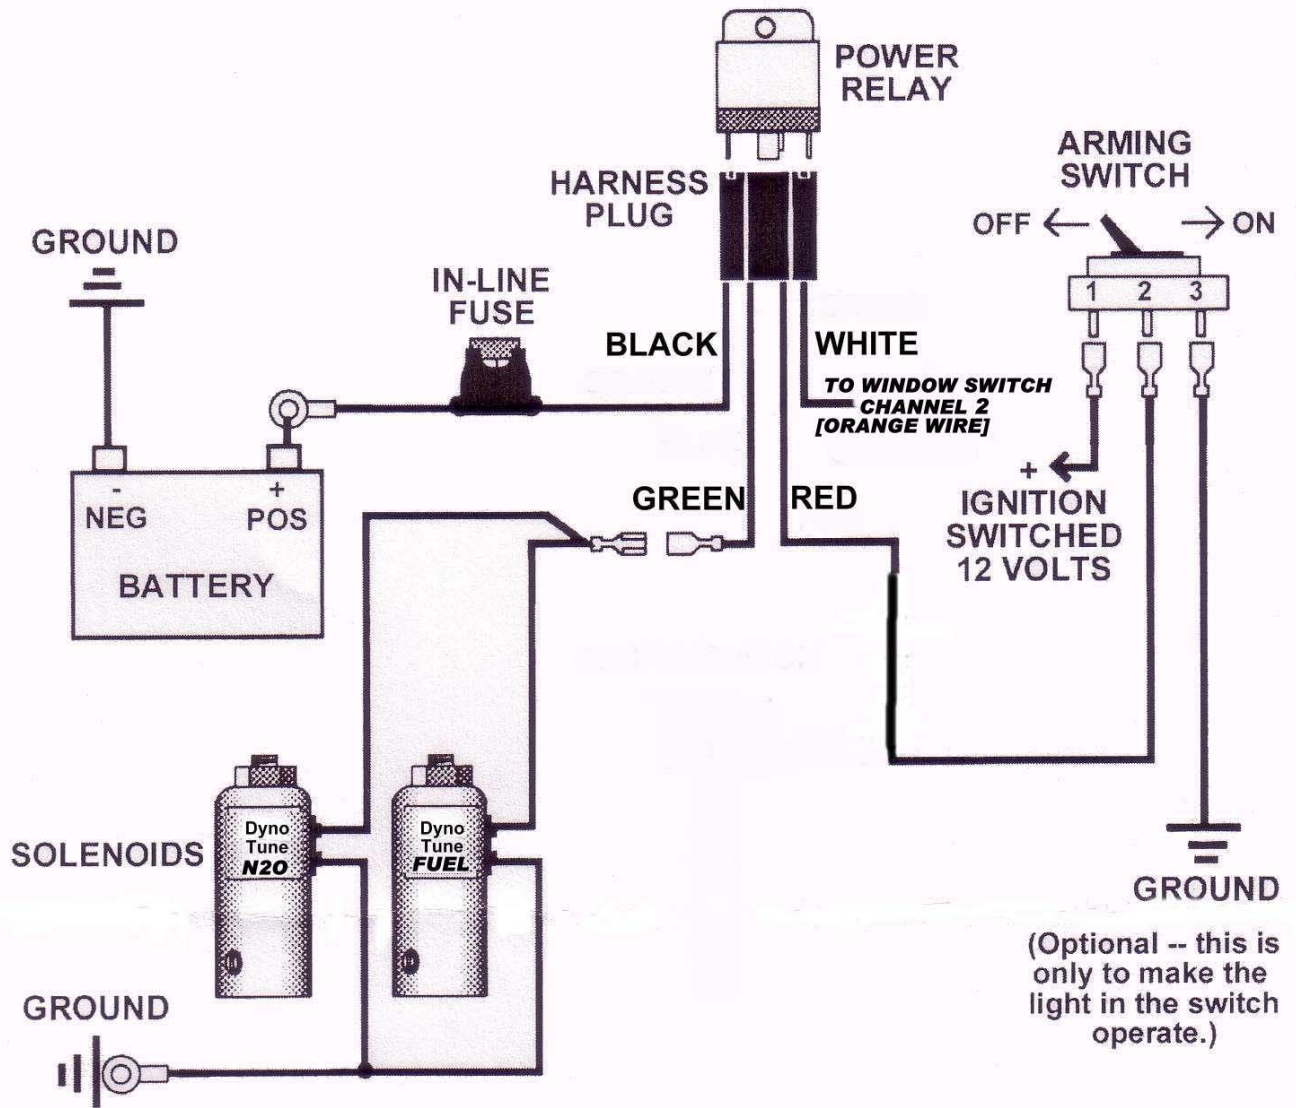 POWER
RELAY
ARMING
SWITCH
OFF
ON
HARNESS
PLUG
GROUND
IN-LINE
FUSE
1 2 3
BLACK
WHITE
TO WINDOW SWITCH
CHANNEL 2
[ORANGE WIRE]
+
IGNITION
SWITCHED
12 VOLTS
- +
NEG POS
BATTERY
GREEN
RED
SOLENOIDS
Dyno
Tune
N2O
Dyno
Tune
FUEL
GROUND
(Optional -- this is
only to make the
light in the switch
operate.)
GROUND